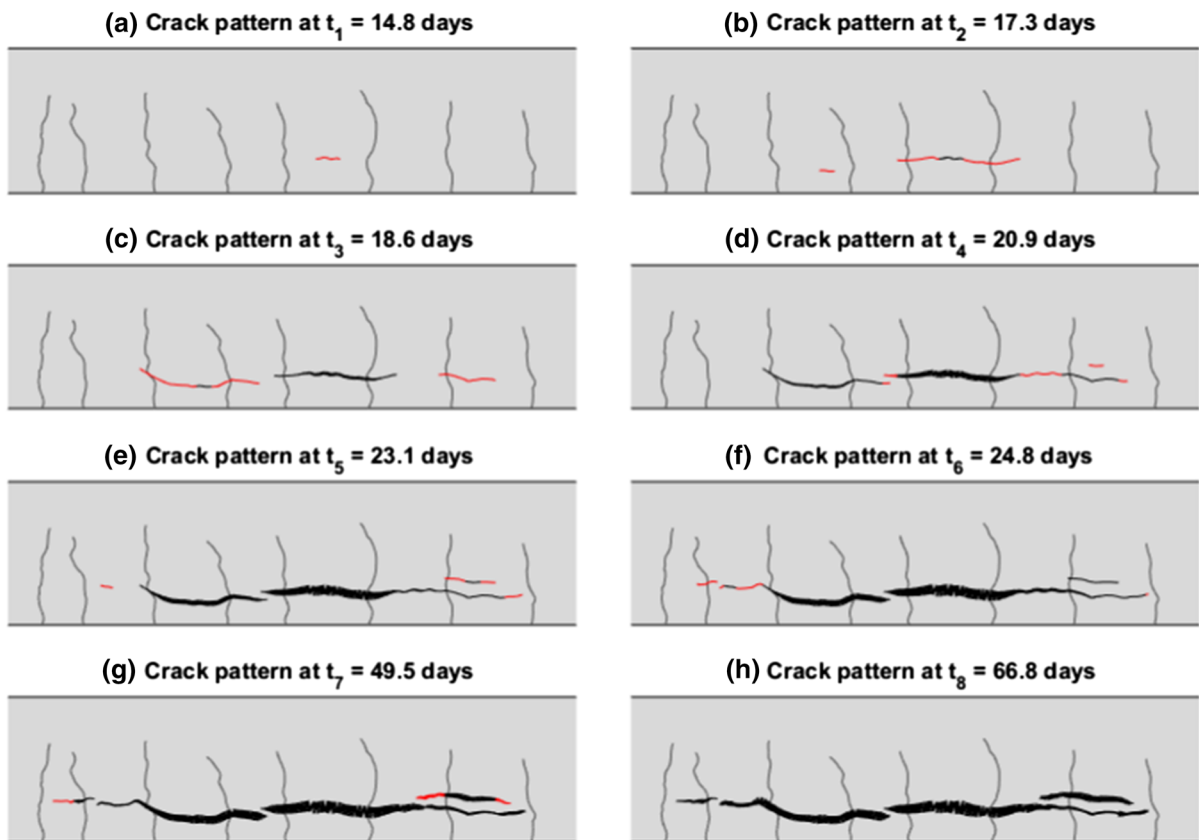 (a) Crack pattern at t1 = 14.8 days
(b) Crack pattern at t2 = 17.3 days
(c) Crack pattern at t3 = 18.6 days
(d) Crack pattern at t4 = 20.9 days
(e) Crack pattern at t5 = 23.1 days
(f) Crack pattern at t6 = 24.8 days
(g) Crack pattern at t7 = 49.5 days
(h) Crack pattern at t8 = 66.8 days